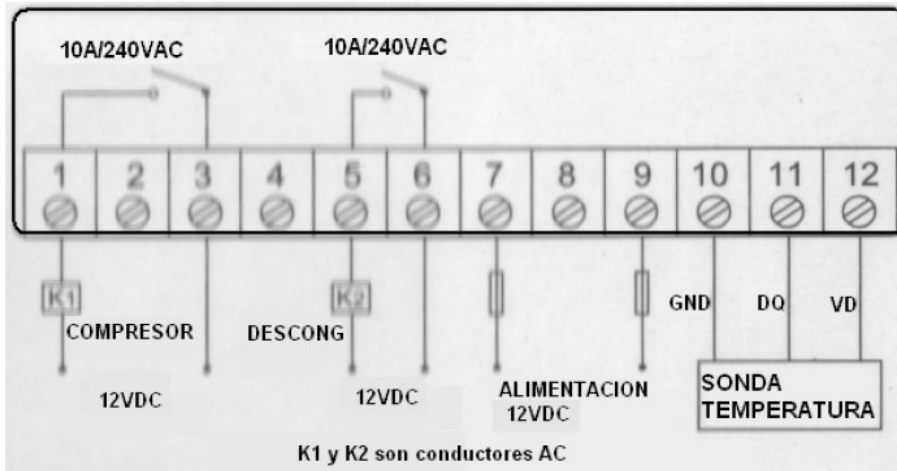 10A/240VAC 10A/240VAC
1 2 3 4 5 6 7 8 9 10 11 12
K1 K2 GND DQ VD
COMPRESOR DESCONG
12VDC 12VDC ALIMENTACION
12VDC
SONDA
TEMPERATURA
K1 y K2 son conductores AC